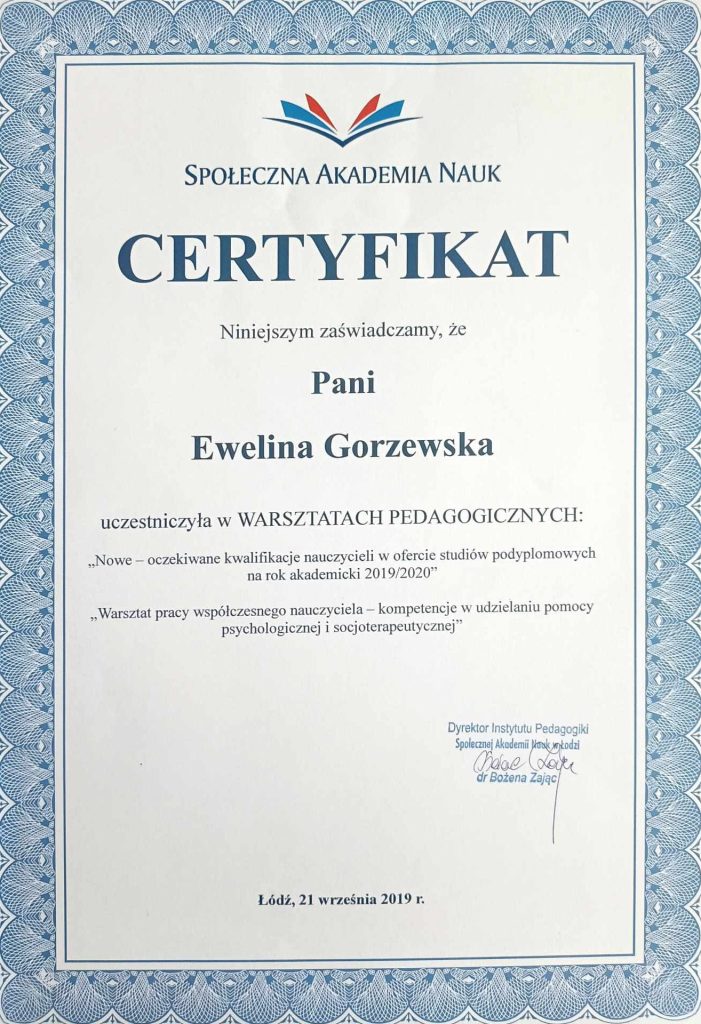 SPOŁECZNA AKADEMIA NAUK
CERTYFIKAT
Niniejszym zaświadczamy, że
Pani
Ewelina Gorzewska
uczestniczyła w WARSZTATACH PEDAGOGICZNYCH:
„Nowe – oczekiwane kwalifikacje nauczycieli w ofercie studiów podyplomowych
na rok akademicki 2019/2020”
„Warsztat pracy współczesnego nauczyciela – kompetencje w udzielaniu pomocy
psychologicznej i socjoterapeutycznej”
Dyrektor Instytutu Pedagogiki
Społecznej Akademii Nauk w Łodzi
dr Bożena Zając
Łódź, 21 września 2019 r.